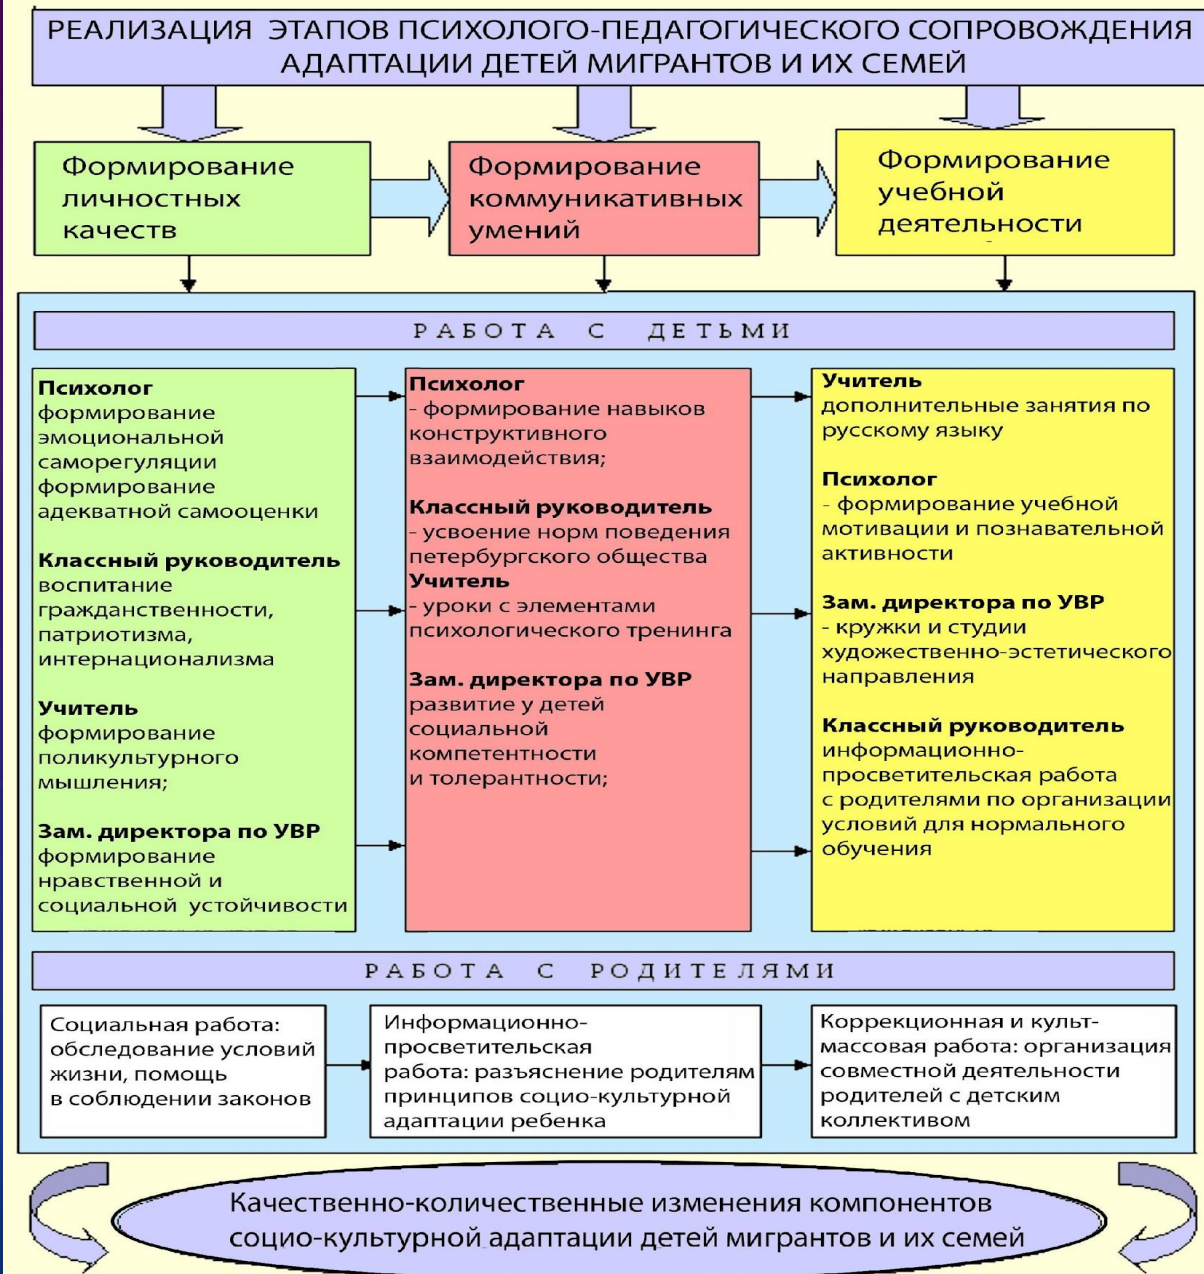 РЕАЛИЗАЦИЯ ЭТАПОВ ПСИХОЛОГО-ПЕДАГОГИЧЕСКОГО СОПРОВОЖДЕНИЯ
АДАПТАЦИИ ДЕТЕЙ МИГРАНТОВ И ИХ СЕМЕЙ
Формирование
личностных
качеств
Формирование
коммуникативных
умений
Формирование
учебной
деятельности
РАБОТА С ДЕТЬМИ
Психолог
формирование
эмоциональной
саморегуляции
формирование
адекватной самооценки
Классный руководитель
воспитание
гражданственности,
патриотизма,
интернационализма
Учитель
формирование
поликультурного
мышления;
Зам. директора по УВР
формирование
нравственной и
социальной устойчивости
Психолог
- формирование навыков
конструктивного
взаимодействия;
Классный руководитель
- усвоение норм поведения
петербургского общества
Учитель
- уроки с элементами
психологического тренинга
Зам. директора по УВР
развитие у детей
социальной
компетентности
и толерантности;
Учитель
дополнительные занятия по
русскому языку
Психолог
- формирование учебной
мотивации и познавательной
активности
Зам. директора по УВР
- кружки и студии
художественно-эстетического
направления
Классный руководитель
информационно-
просветительская работа
с родителями по организации
условий для нормального
обучения
РАБОТА С РОДИТЕЛЯМИ
Социальная работа:
обследование условий
жизни, помощь
в соблюдении законов
Информационно-
просветительская
работа: разъяснение родителям
принципов социо-культурной
адаптации ребенка
Коррекционная и культ-
массовая работа: организация
совместной деятельности
родителей с детским
коллективом
Качественно-количественные изменения компонентов
социо-культурной адаптации детей мигрантов и их семей